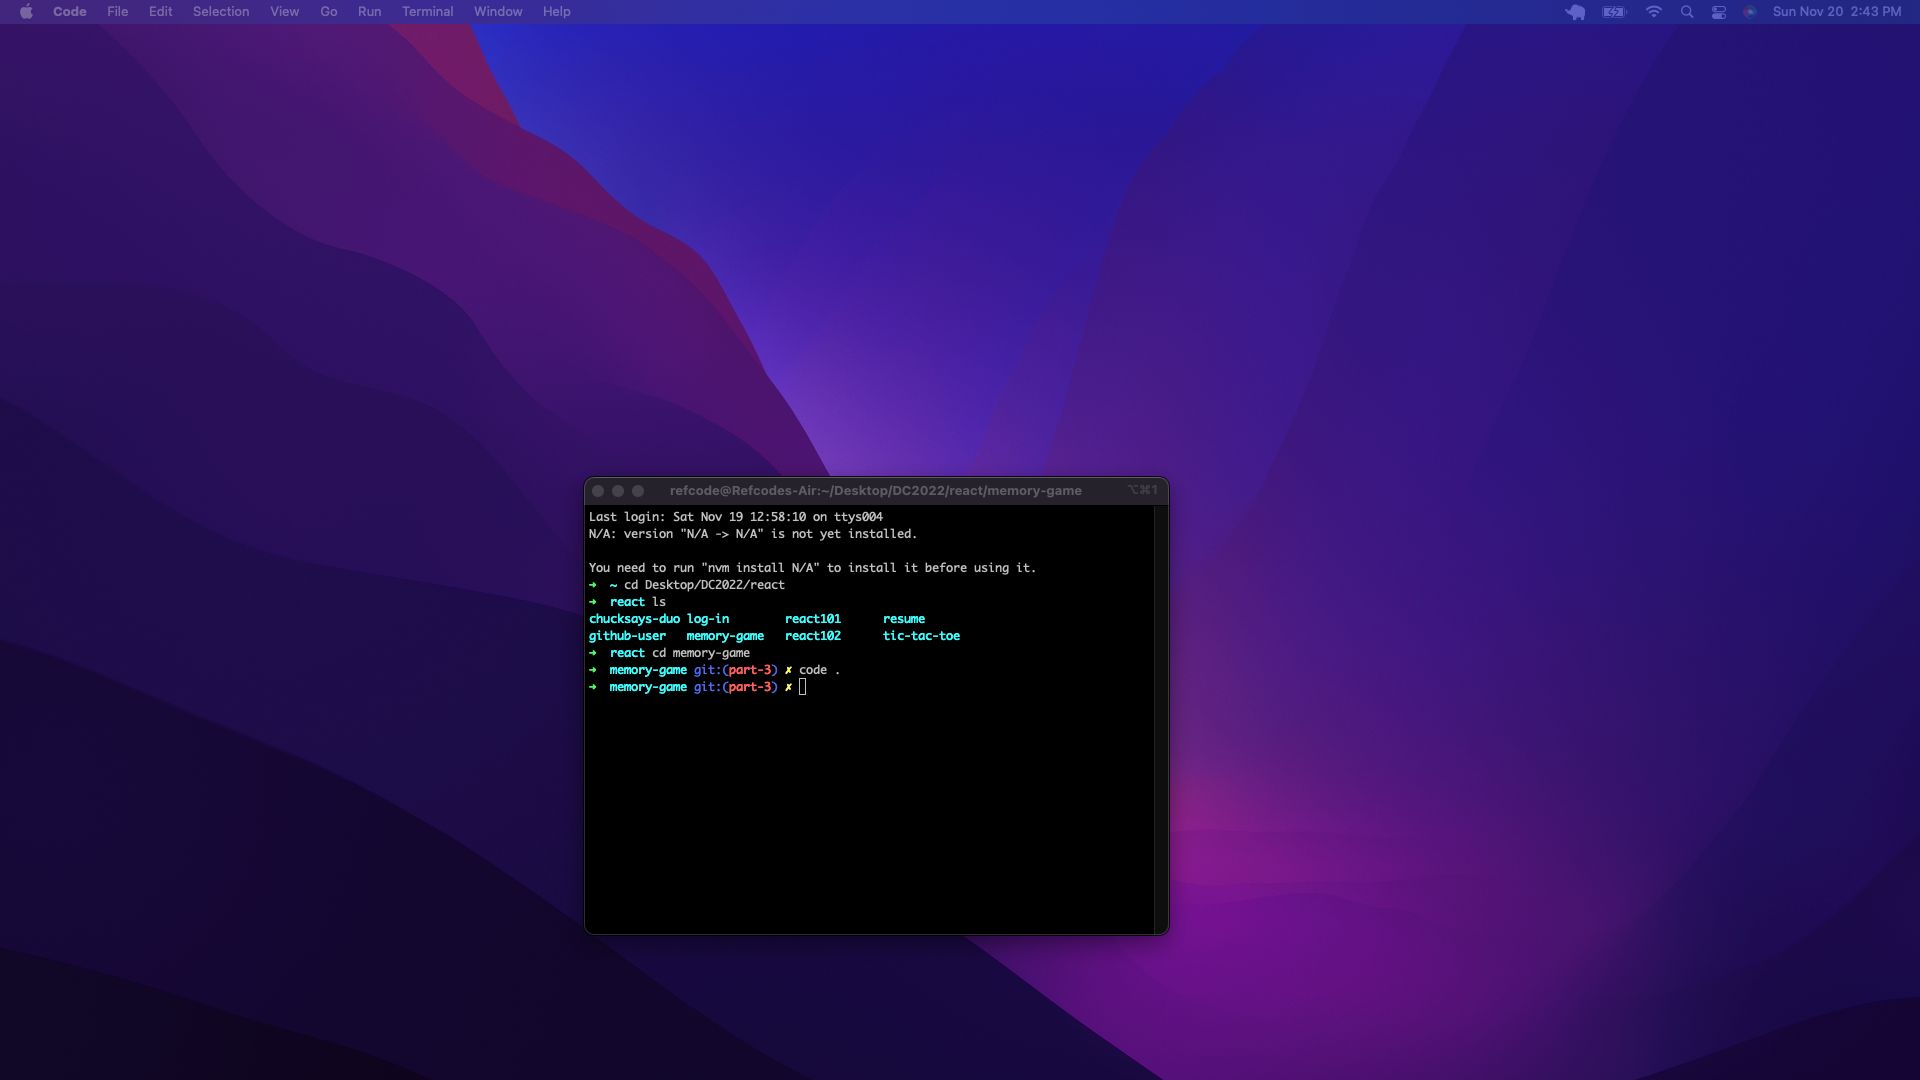 Code File Edit Selection View Go Run Terminal Window Help Sun Nov 20 2:43 PM
refcode@Refcodes-Air:~/Desktop/DC2022/react/memory-game ⌥⌘1
Last login: Sat Nov 19 12:58:10 on ttys004
N/A: version "N/A -> N/A" is not yet installed.
You need to run "nvm install N/A" to install it before using it.
➜ ~ cd Desktop/DC2022/react
➜ react ls
chucksays-duo log-in react101 resume
github-user memory-game react102 tic-tac-toe
➜ react cd memory-game
➜ memory-game git:(part-3) ✗ code .
➜ memory-game git:(part-3) ✗